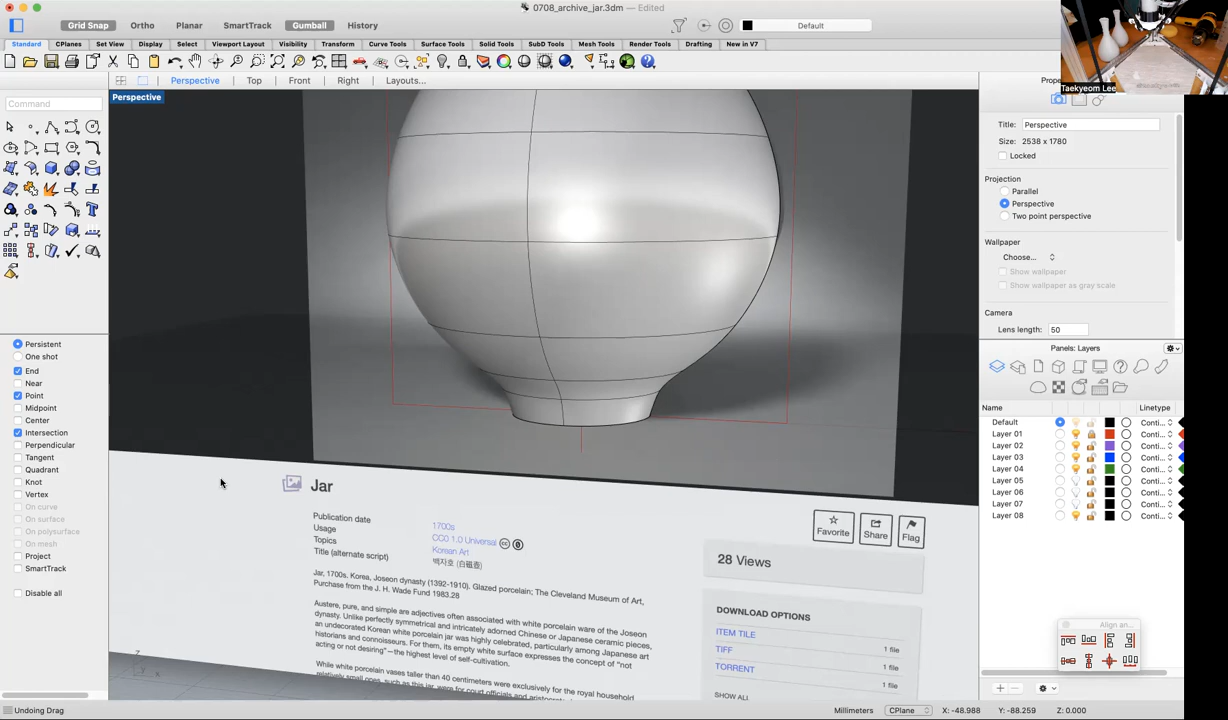 0708_archive_jar.3dm — Edited
Grid Snap Ortho Planar SmartTrack Gumball History Default
Standard CPlanes Set View Display Select Viewport Layout Visibility Transform Curve Tools Surface Tools Solid Tools SubD Tools Mesh Tools Render Tools Drafting New in V7
Perspective Top Front Right Layouts...
Perspective
Command
Taekyeom Lee
Title: Perspective
Size: 2538 x 1780
Locked
Projection
Parallel
Perspective
Two point perspective
Wallpaper
Choose...
Show wallpaper
Show wallpaper as gray scale
Camera
Lens length: 50
Panels: Layers
Name Linetype
Default Conti...
Layer 01 Conti...
Layer 02 Conti...
Layer 03 Conti...
Layer 04 Conti...
Layer 05 Conti...
Layer 06 Conti...
Layer 07 Conti...
Layer 08 Conti...
Align an...
Persistent
One shot
End
Near
Point
Midpoint
Center
Intersection
Perpendicular
Tangent
Quadrant
Knot
Vertex
On curve
On surface
On polysurface
On mesh
Project
SmartTrack
Disable all
Jar
Publication date 1700s
Usage CC0 1.0 Universal
Topics Korean Art
Title (alternate script) 백자호 (白磁壺)
Jar, 1700s. Korea, Joseon dynasty (1392-1910). Glazed porcelain; The Cleveland Museum of Art,
Purchase from the J. H. Wade Fund 1983.28
Austere, pure, and simple are adjectives often associated with white porcelain ware of the Joseon
dynasty. Unlike perfectly symmetrical and intricately adorned Chinese or Japanese ceramic pieces,
an undecorated Korean white porcelain jar was highly celebrated, particularly among Korean art
historians and connoisseurs. For them, its empty white surface expresses the concept of "not
acting or not desiring"—the highest level of self-cultivation.
While white porcelain vases taller than 40 centimeters were exclusively for the royal household
Favorite Share Flag
28 Views
DOWNLOAD OPTIONS
ITEM TILE 1 file
TIFF 1 file
TORRENT 1 file
SHOW ALL
z
y
x
Undoing Drag
Millimeters CPlane X: -48.988 Y: -88.259 Z: 0.000